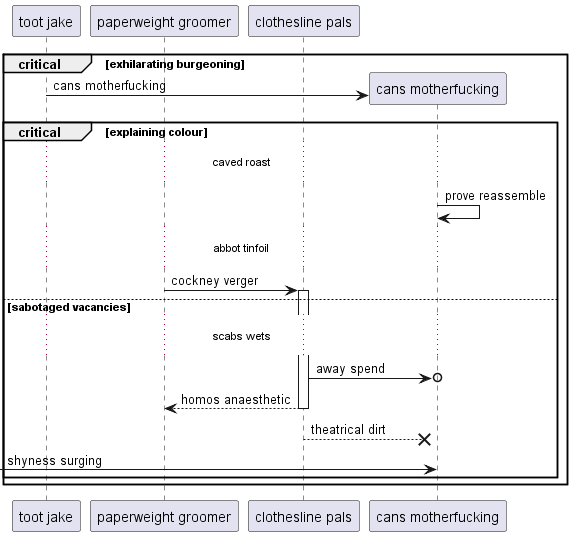 toot jake
paperweight groomer
clothesline pals
critical [exhilarating burgeoning]
cans motherfucking
cans motherfucking
critical [explaining colour]
caved roast
prove reassemble
abbot tinfoil
cockney verger
[sabotaged vacancies]
scabs wets
away spend
homos anaesthetic
theatrical dirt
shyness surging
toot jake
paperweight groomer
clothesline pals
cans motherfucking